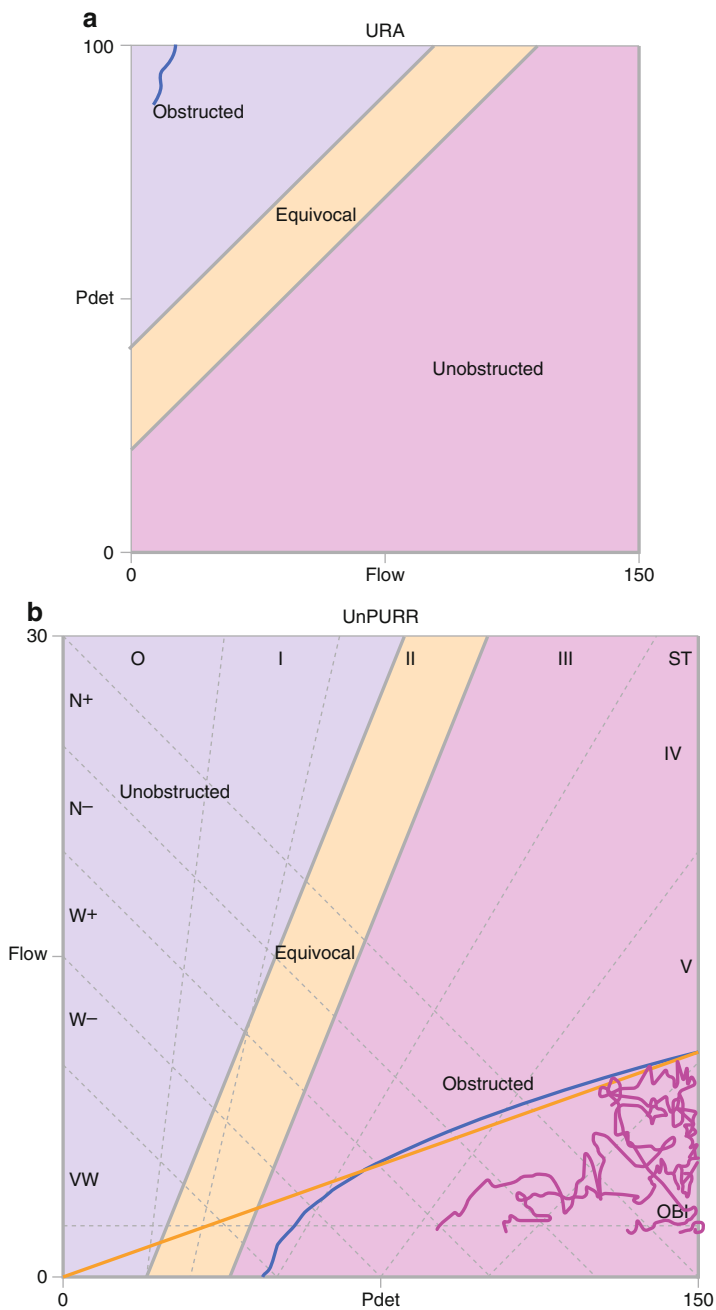 a
URA
100
Obstructed
Equivocal
Pdet
Unobstructed
0
0 Flow 150
b
UnPURR
30
O I II III ST
N+
IV
Unobstructed
N–
W+
Flow
Equivocal
V
W–
Obstructed
VW
OBI
0
0 Pdet 150